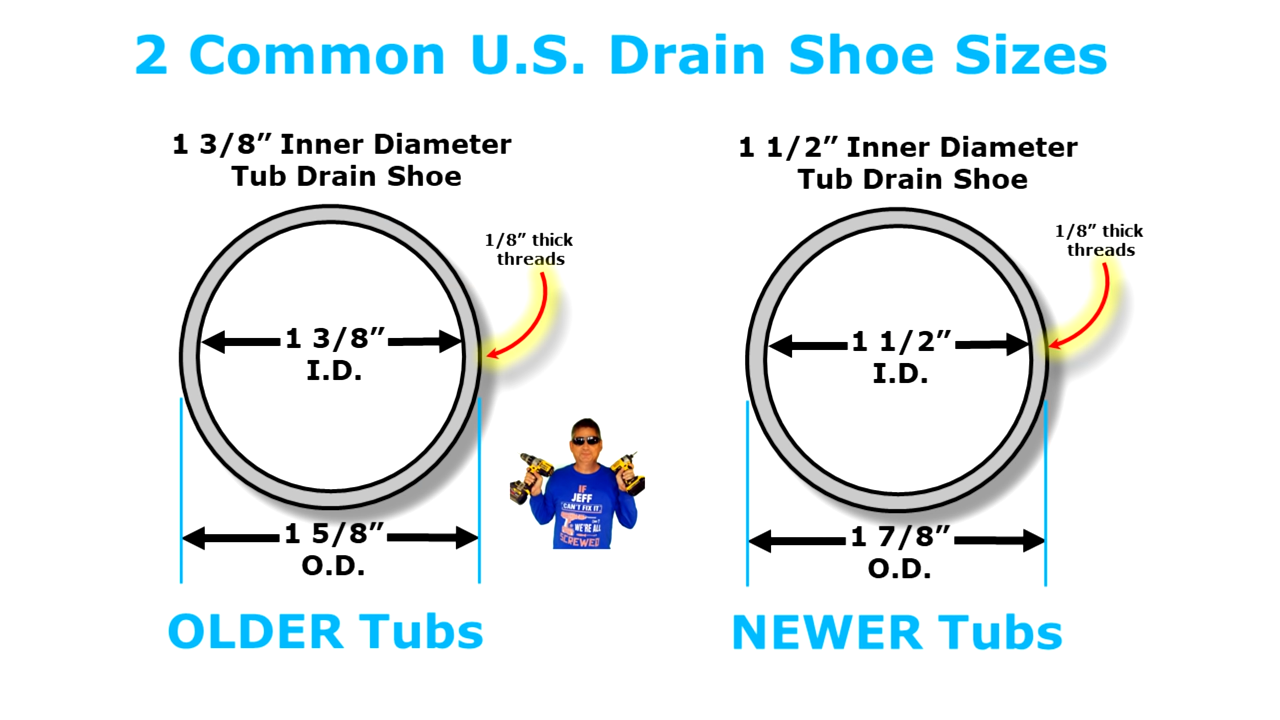 2 Common U.S. Drain Shoe Sizes
1 3/8” Inner Diameter
Tub Drain Shoe
1/8” thick
threads
1 3/8”
I.D.
1 5/8”
O.D.
OLDER Tubs
IF
JEFF
CAN'T FIX IT
WE'RE ALL
SCREWED
1 1/2” Inner Diameter
Tub Drain Shoe
1/8” thick
threads
1 1/2”
I.D.
1 7/8”
O.D.
NEWER Tubs